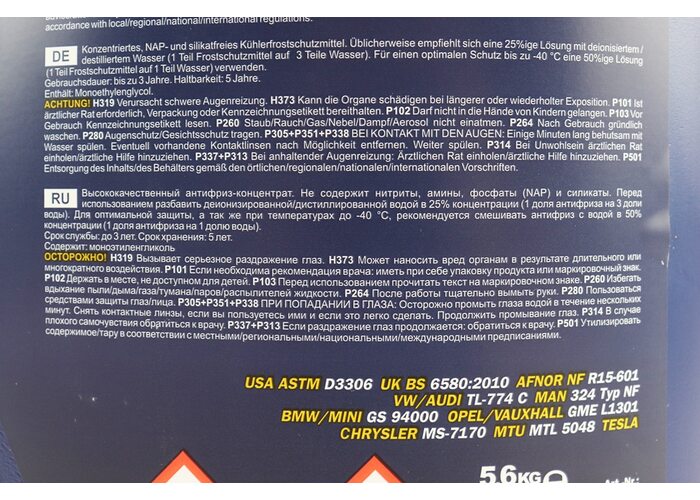 accordance with local/regional/national/international regulations.
DE Konzentriertes, NAP- und silikatfreies Kühlerfrostschutzmittel. Üblicherweise empfiehlt sich eine 25%ige Lösung mit deionisiertem /
destilliertem Wasser (1 Teil Frostschutzmittel auf 3 Teile Wasser). Für einen optimalen Schutz bis zu -40 °C eine 50%ige Lösung
(1 Teil Frostschutzmittel auf 1 Teil Wasser) verwenden.
Gebrauchsdauer: bis zu 3 Jahre. Haltbarkeit: 5 Jahre.
Enthält: Monoethylenglycol.
ACHTUNG! H319 Verursacht schwere Augenreizung. H373 Kann die Organe schädigen bei längerer oder wiederholter Exposition. P101 Ist
ärztlicher Rat erforderlich, Verpackung oder Kennzeichnungsetikett bereithalten. P102 Darf nicht in die Hände von Kindern gelangen. P103 Vor
Gebrauch Kennzeichnungsetikett lesen. P260 Staub/Rauch/Gas/Nebel/Dampf/Aerosol nicht einatmen. P264 Nach Gebrauch gründlich
waschen. P280 Augenschutz/Gesichtsschutz tragen. P305+P351+P338 BEI KONTAKT MIT DEN AUGEN: Einige Minuten lang behutsam mit
Wasser spülen. Eventuell vorhandene Kontaktlinsen nach Möglichkeit entfernen. Weiter spülen. P314 Bei Unwohlsein ärztlichen Rat
einholen/ärztliche Hilfe hinzuziehen. P337+P313 Bei anhaltender Augenreizung: Ärztlichen Rat einholen/ärztliche Hilfe hinzuziehen. P501
Entsorgung des Inhalts/des Behälters gemäß den örtlichen/regionalen/nationalen/internationalen Vorschriften.
RU Высококачественный антифриз-концентрат. Не содержит нитриты, амины, фосфаты (NAP) и силикаты. Перед
использованием разбавить деионизированной/дистиллированной водой в 25% концентрации (1 доля антифриза на 3 доли
воды). Для оптимальной защиты, а так же при температурах до -40 °C, рекомендуется смешивать антифриз с водой в 50%
концентрации (1 доля антифриза на 1 долю воды).
Срок службы: до 3 лет. Срок хранения: 5 лет.
Содержит: моноэтиленгликоль
ОСТОРОЖНО! H319 Вызывает серьезное раздражение глаз. H373 Может наносить вред органам в результате длительного или
многократного воздействия. P101 Если необходима рекомендация врача: иметь при себе упаковку продукта или маркировочный знак.
P102 Держать в месте, не доступном для детей. P103 Перед использованием прочитать текст на маркировочном знаке. P260 Избегать
вдыхание пыли/дыма/газа/тумана/паров/распылителей жидкости. P264 После работы тщательно вымыть руки. P280 Пользоваться
средствами защиты глаз/лица. P305+P351+P338 ПРИ ПОПАДАНИИ В ГЛАЗА: Осторожно промыть глаза водой в течение нескольких
минут. Снять контактные линзы, если вы пользуетесь ими и если это легко сделать. Продолжить промывание глаз. P314 В случае
плохого самочувствия обратиться к врачу. P337+P313 Если раздражение глаз продолжается: обратиться к врачу. P501 Утилизировать
содержимое/тару в соответствии с местными/региональными/национальными/международными предписаниями.
USA ASTM D3306 UK BS 6580:2010 AFNOR NF R15-601
VW/AUDI TL-774 C MAN 324 Typ NF
BMW/MINI GS 94000 OPEL/VAUXHALL GME L1301
CHRYSLER MS-7170 MTU MTL 5048 TESLA
5,6KG e Art.-Nr.: